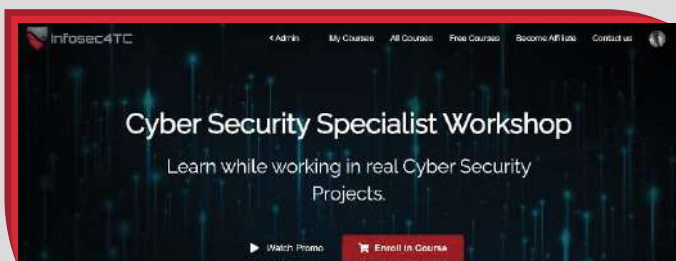 infosec4TC
< Admin My Courses All Courses Free Courses Become Affiliate Contact us
Cyber Security Specialist Workshop
Learn while working in real Cyber Security
Projects.
Watch Promo Enroll in Course